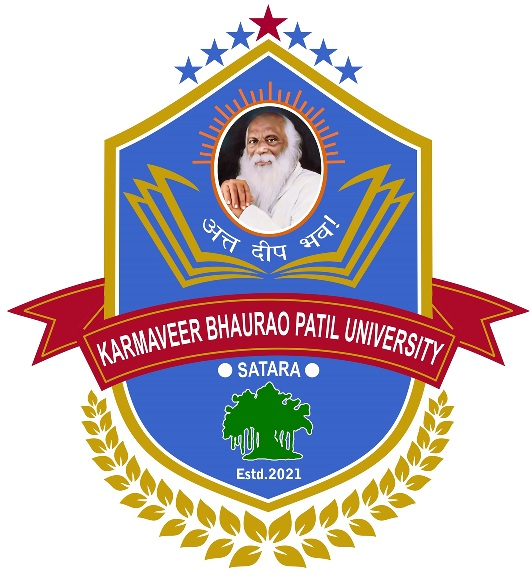 अत्त दीप भव!
KARMAVEER BHAURAO PATIL UNIVERSITY
SATARA
Estd.2021